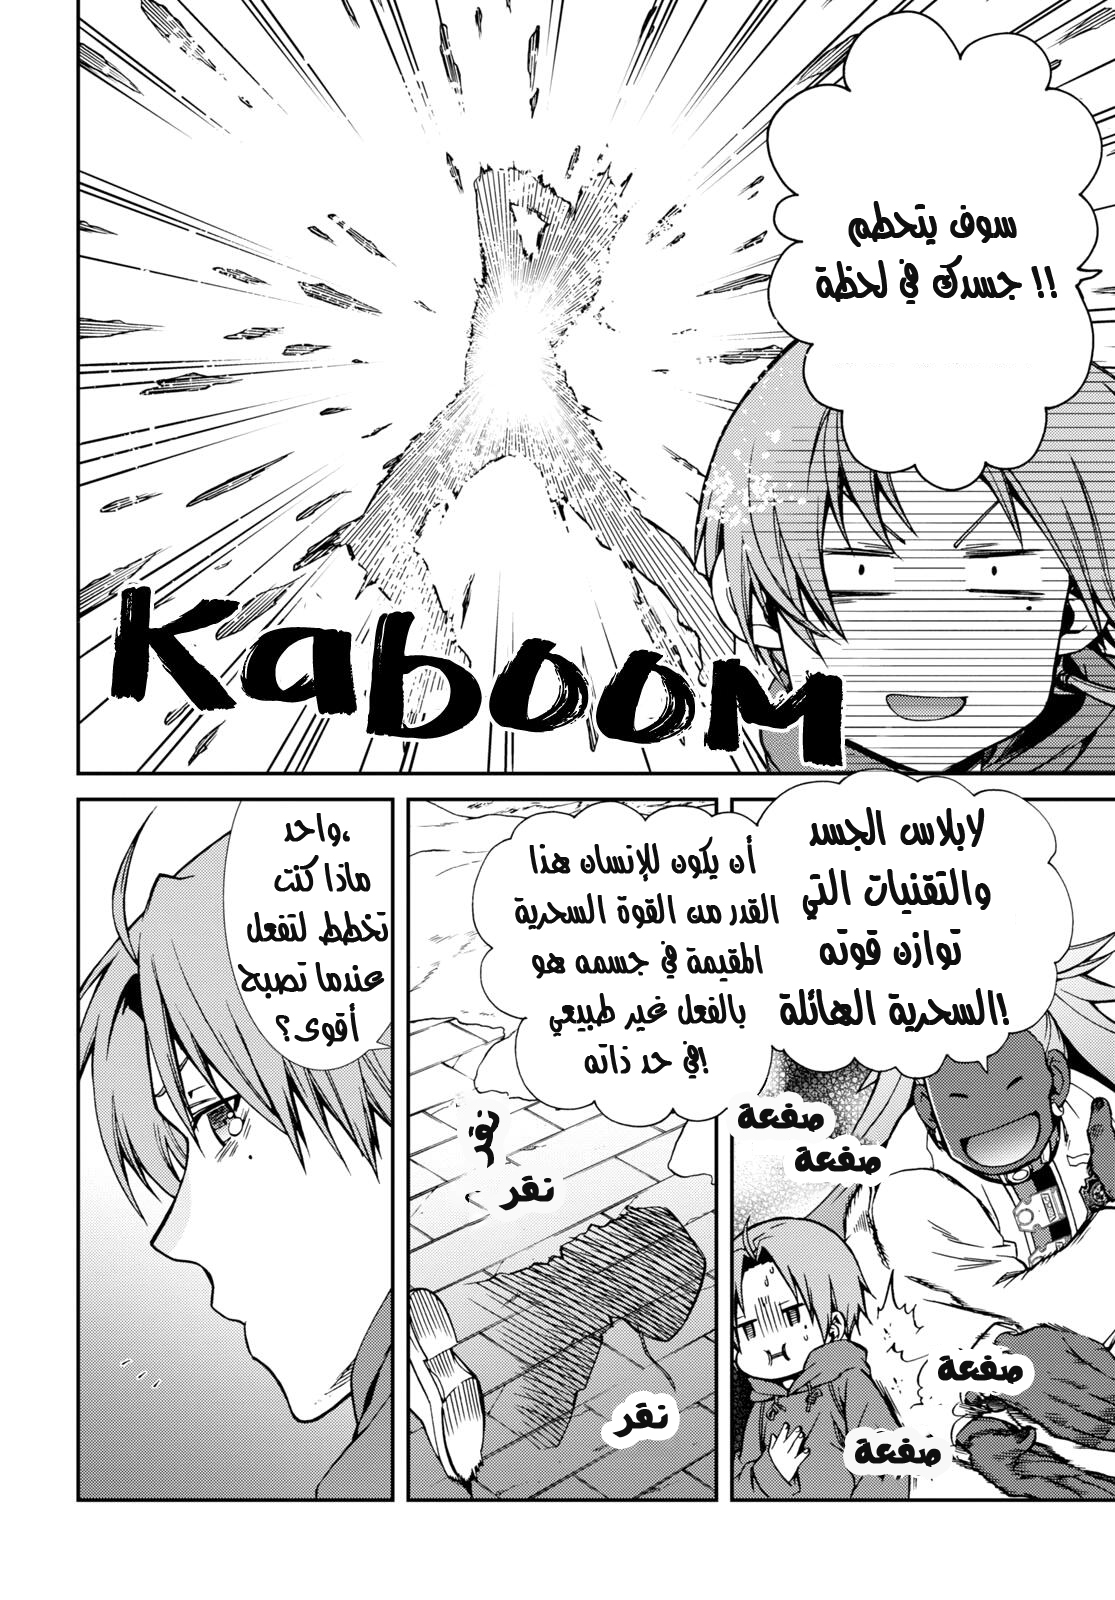 سوف يتحطم
جسدك في لحظة !!
Kaboom
لابلاس الجسد
والتقنيات التي
توازن قوته
السحرية الهائلة!
أن يكون للإنسان هذا
القدر من القوة السحرية
المقيمة في جسمه هو
بالفعل غير طبيعي
في حد ذاته!
صفعة
صفعة
صفعة
صفعة
نقر
نقر
نقر
واحد،
ماذا كنت
تخطط لتفعل
عندما تصبح
أقوى؟